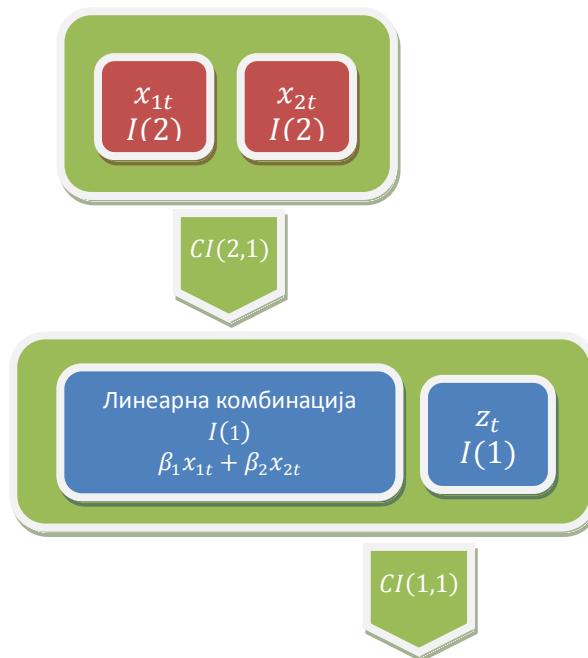 x₁ₜ x₂ₜ
I(2) I(2)
CI(2,1)
Линеарна комбинација
I(1)
β₁x₁ₜ + β₂x₂ₜ
zₜ
I(1)
CI(1,1)